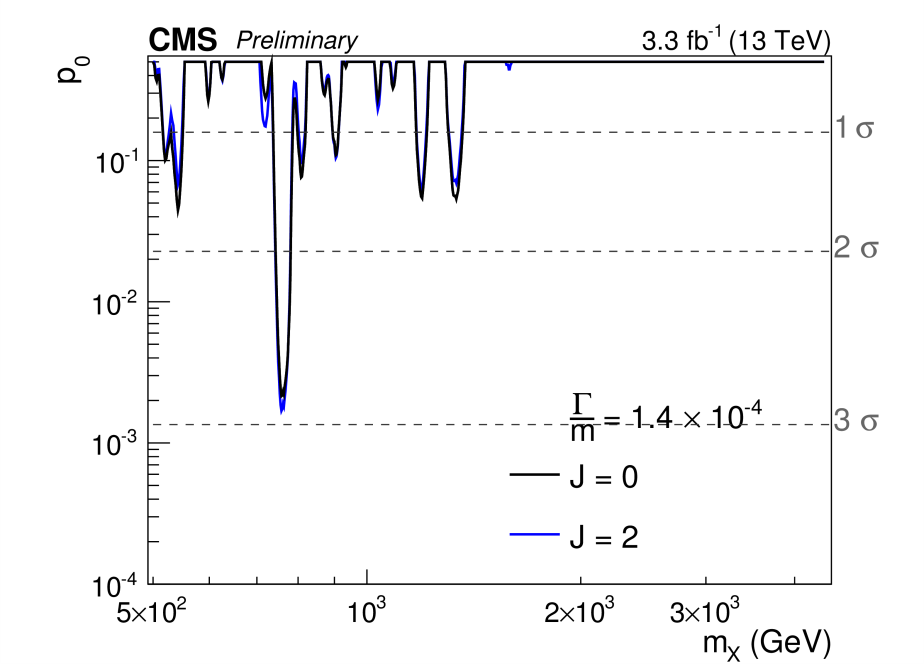 CMS Preliminary 3.3 fb⁻¹ (13 TeV)
p₀
1 σ
10⁻¹
2 σ
10⁻²
Γ/m = 1.4 × 10⁻⁴
3 σ
10⁻³
J = 0
J = 2
10⁻⁴
5×10² 10³ 2×10³ 3×10³
m_X (GeV)